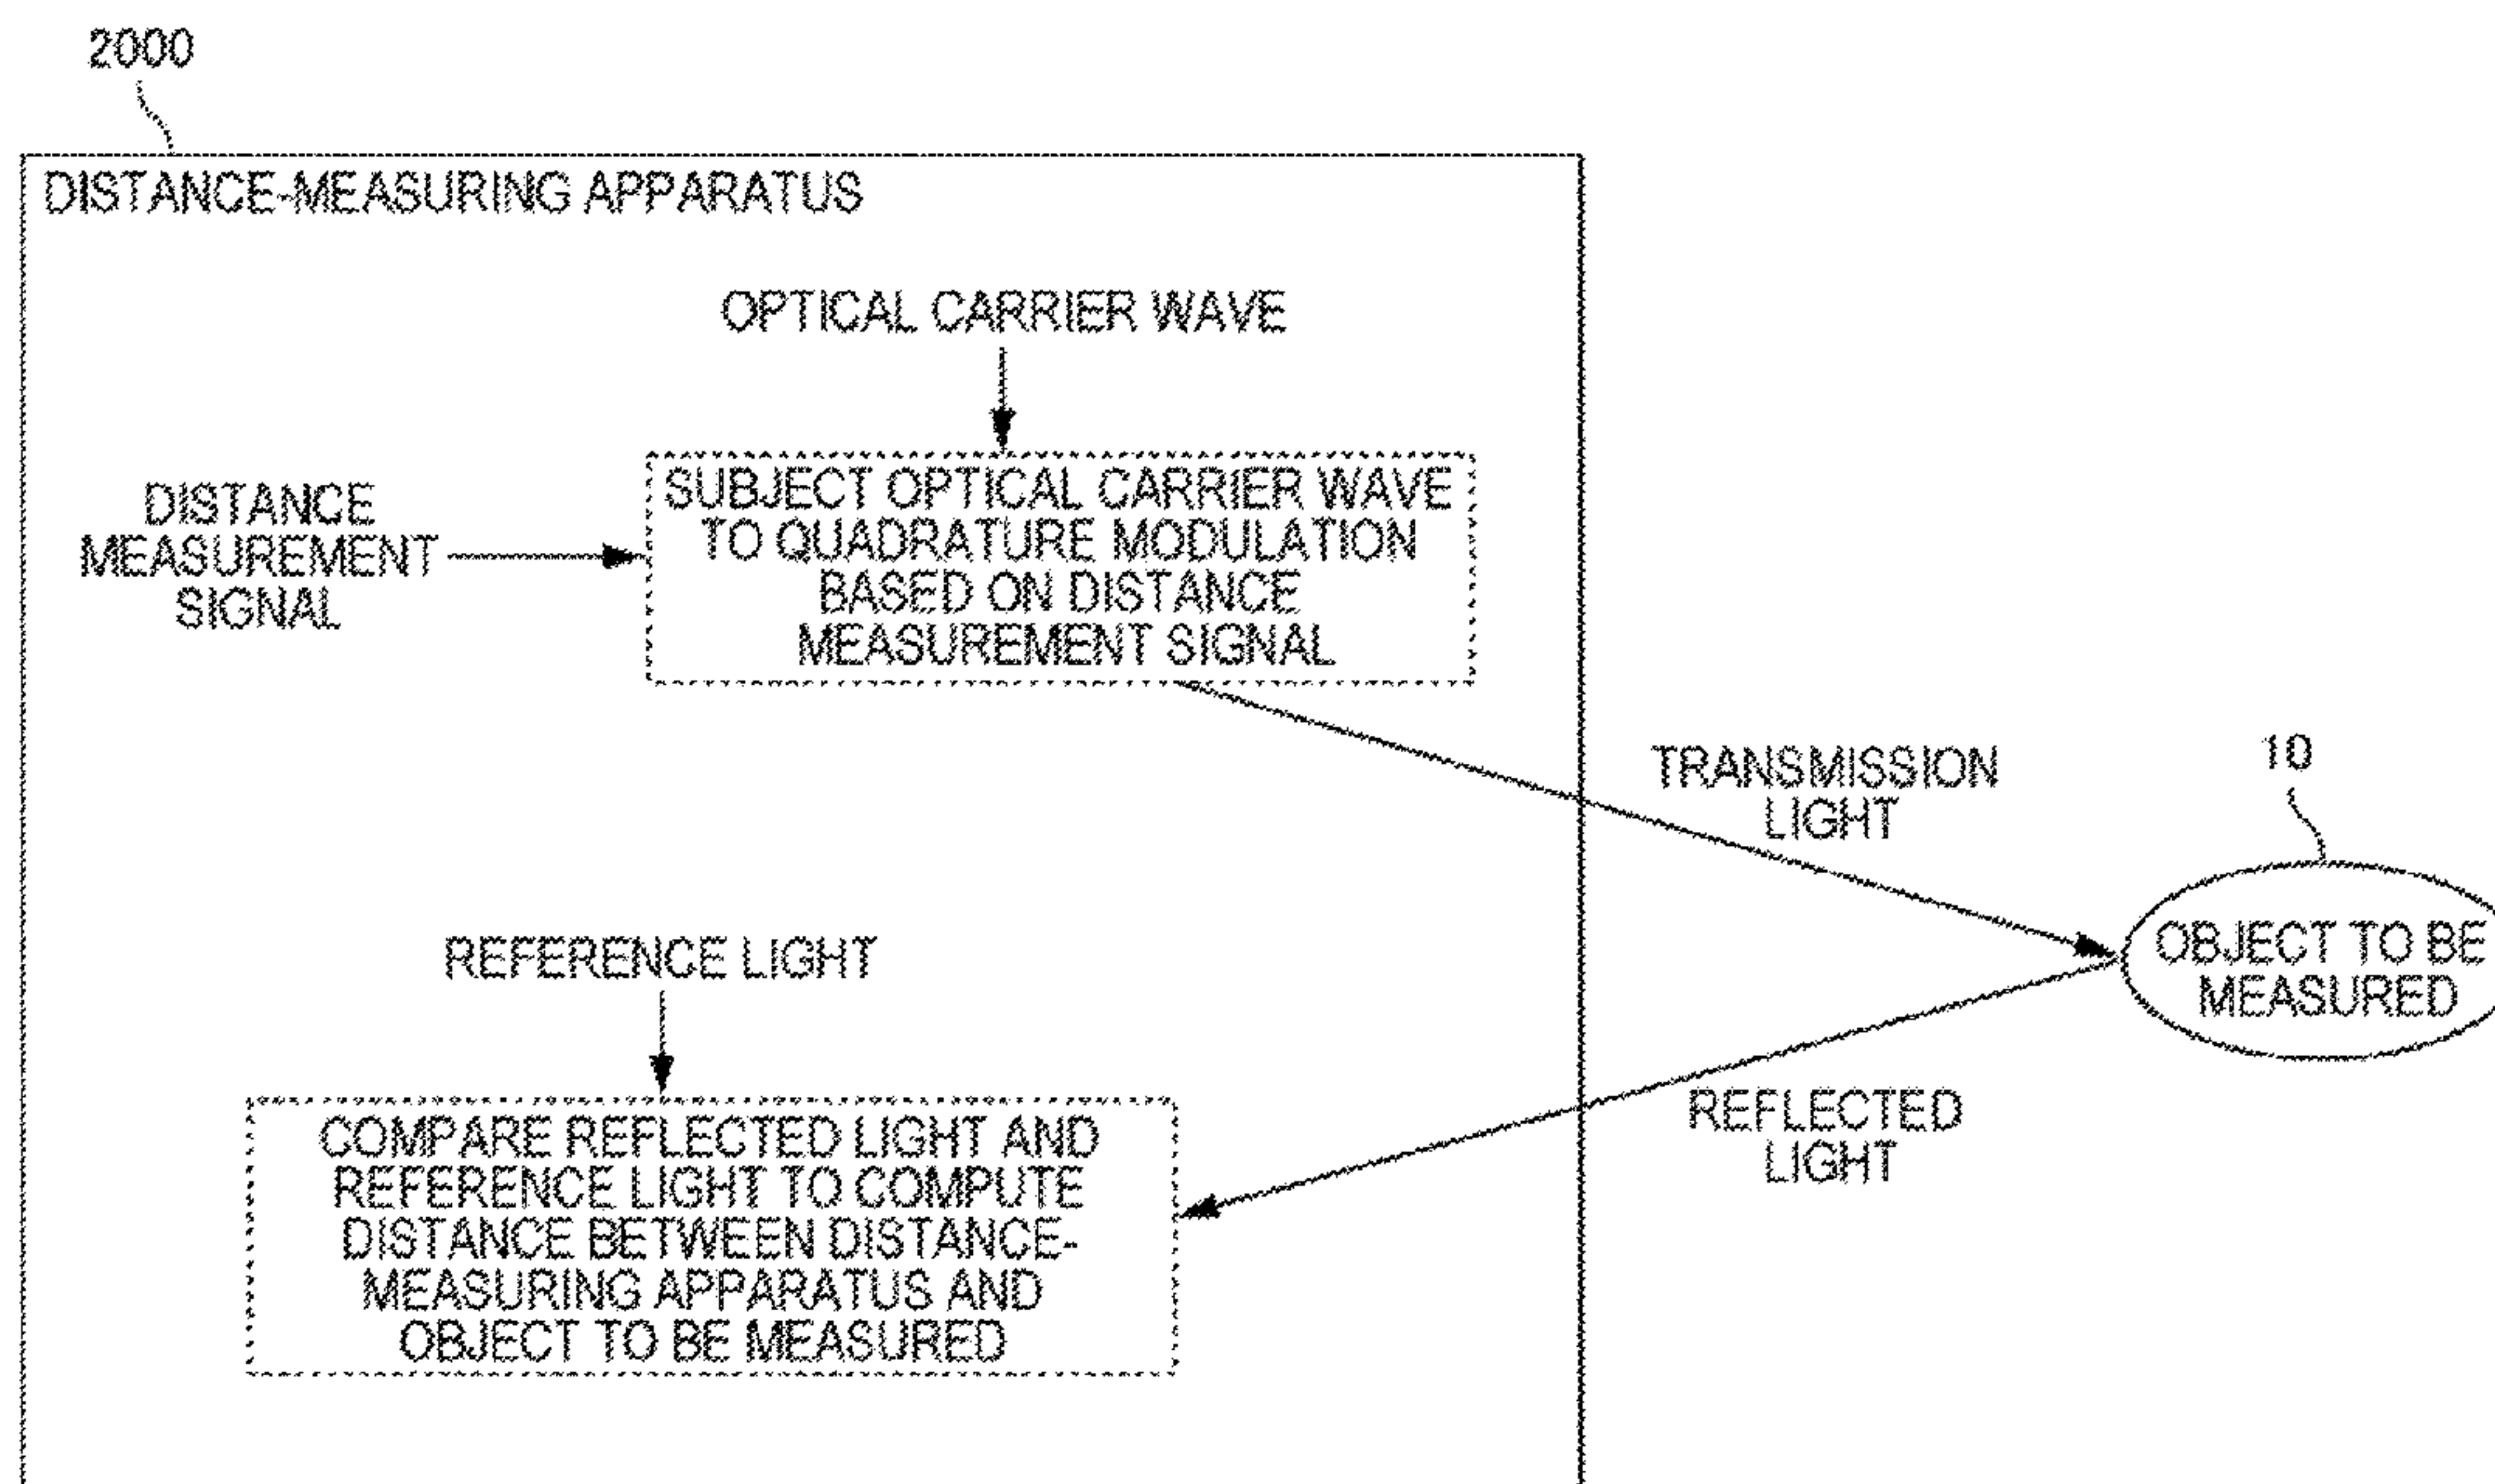 2000
DISTANCE-MEASURING APPARATUS
OPTICAL CARRIER WAVE
DISTANCE
MEASUREMENT
SIGNAL
SUBJECT OPTICAL CARRIER WAVE
TO QUADRATURE MODULATION
BASED ON DISTANCE
MEASUREMENT SIGNAL
TRANSMISSION
LIGHT
10
OBJECT TO BE
MEASURED
REFERENCE LIGHT
REFLECTED
LIGHT
COMPARE REFLECTED LIGHT AND
REFERENCE LIGHT TO COMPUTE
DISTANCE BETWEEN DISTANCE-
MEASURING APPARATUS AND
OBJECT TO BE MEASURED